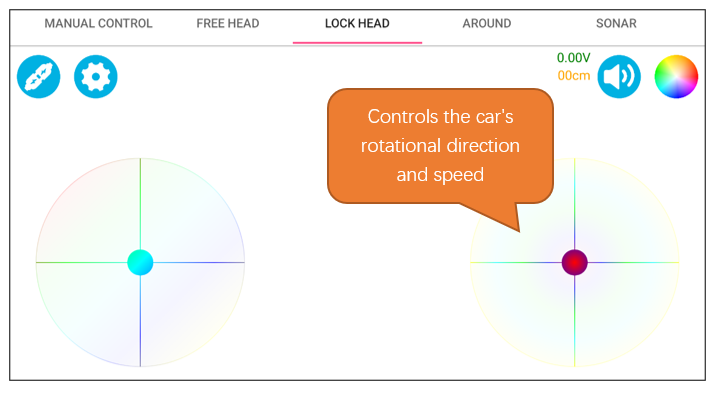 MANUAL CONTROL FREE HEAD LOCK HEAD AROUND SONAR
0.00V
00cm
Controls the car's
rotational direction
and speed